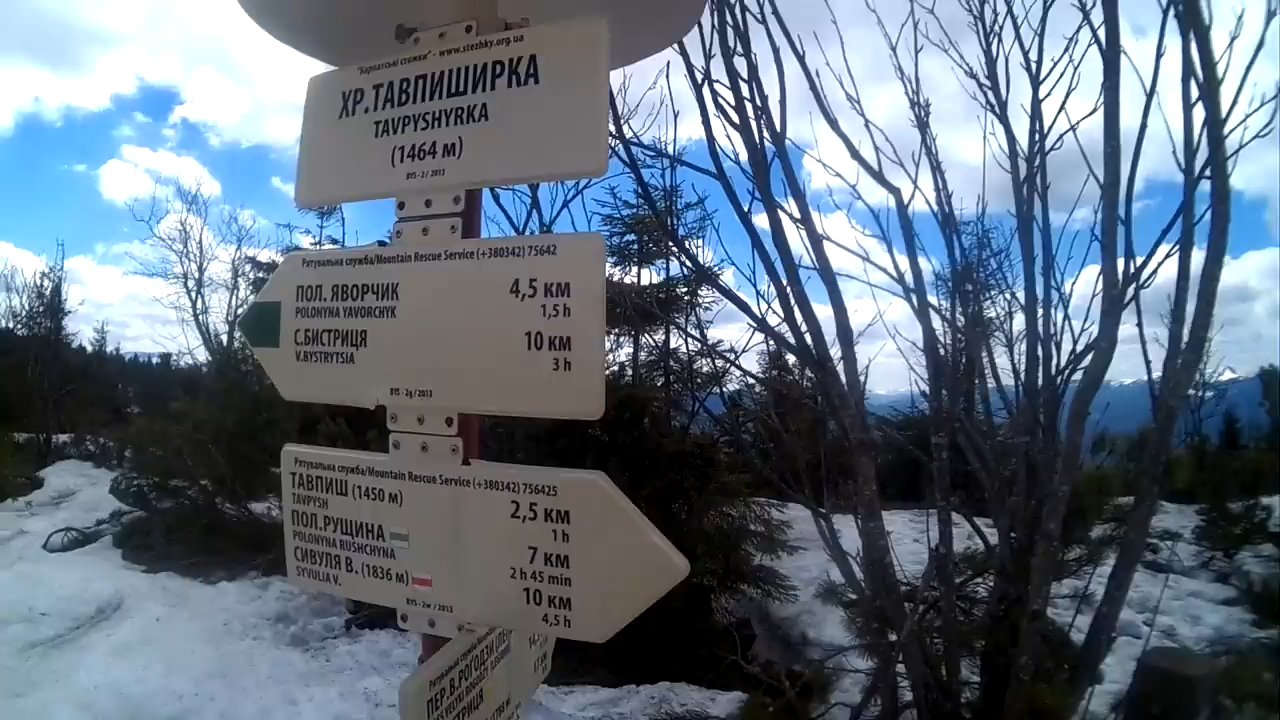 "Карпатські стежки" - www.stezhky.org.ua
ХР.ТАВПИШИРКА
TAVPYSHYRKA
(1464 м)
BYS - 2 / 2013
Рятувальна служба/Mountain Rescue Service (+380342) 75642
ПОЛ. ЯВОРЧИК 4,5 КМ
POLONYNA YAVORCHYK 1,5 h
С.БИСТРИЦЯ 10 КМ
V.BYSTRYTSIA 3 h
BYS - 2g / 2013
Рятувальна служба/Mountain Rescue Service (+380342) 756425
ТАВПИШ (1450 м) 2,5 КМ
TAVPYSH 1 h
ПОЛ.РУЩИНА 7 КМ
POLONYNA RUSHCHYNA 2 h 45 min
СИВУЛЯ В. (1836 м) 10 КМ
SYVULIA V. 4,5 h
BYS - 2w / 2013
ПЕР.В.РОГОДЗИ